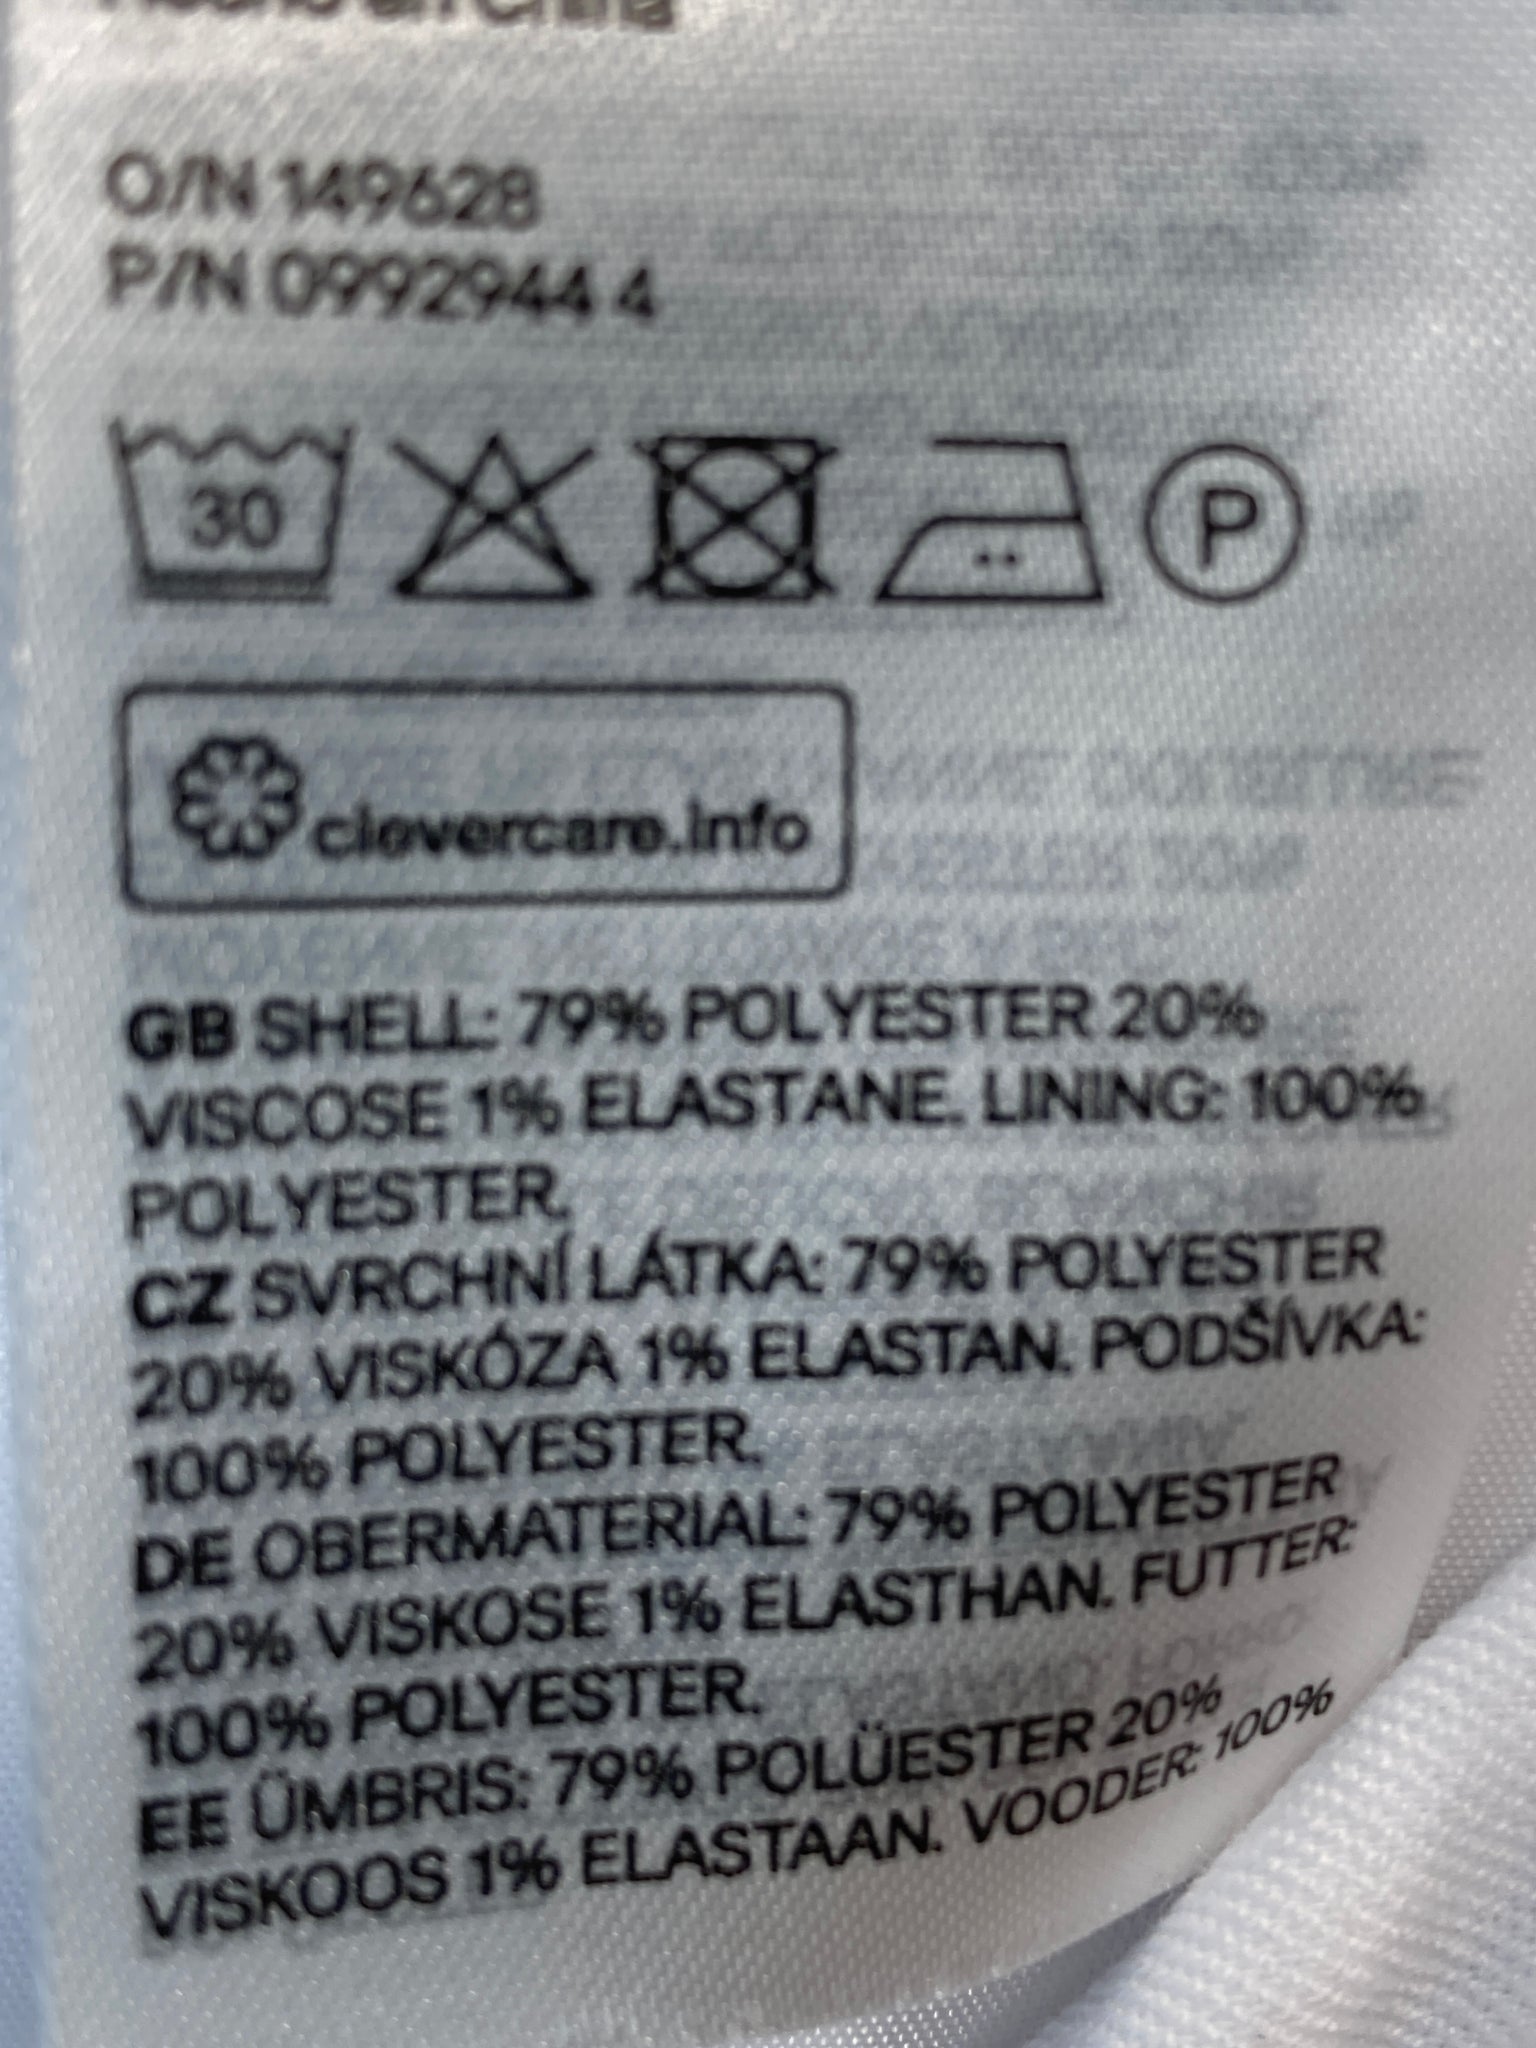 O/N 149628
P/N 0992944 4
30
P
clevercare.info
GB SHELL: 79% POLYESTER 20%
VISCOSE 1% ELASTANE. LINING: 100%
POLYESTER.
CZ SVRCHNÍ LÁTKA: 79% POLYESTER
20% VISKÓZA 1% ELASTAN. PODŠÍVKA:
100% POLYESTER.
DE OBERMATERIAL: 79% POLYESTER
20% VISKOSE 1% ELASTHAN. FUTTER:
100% POLYESTER.
EE ÜMBRIS: 79% POLÜESTER 20%
VISKOOS 1% ELASTAAN. VOODER: 100%